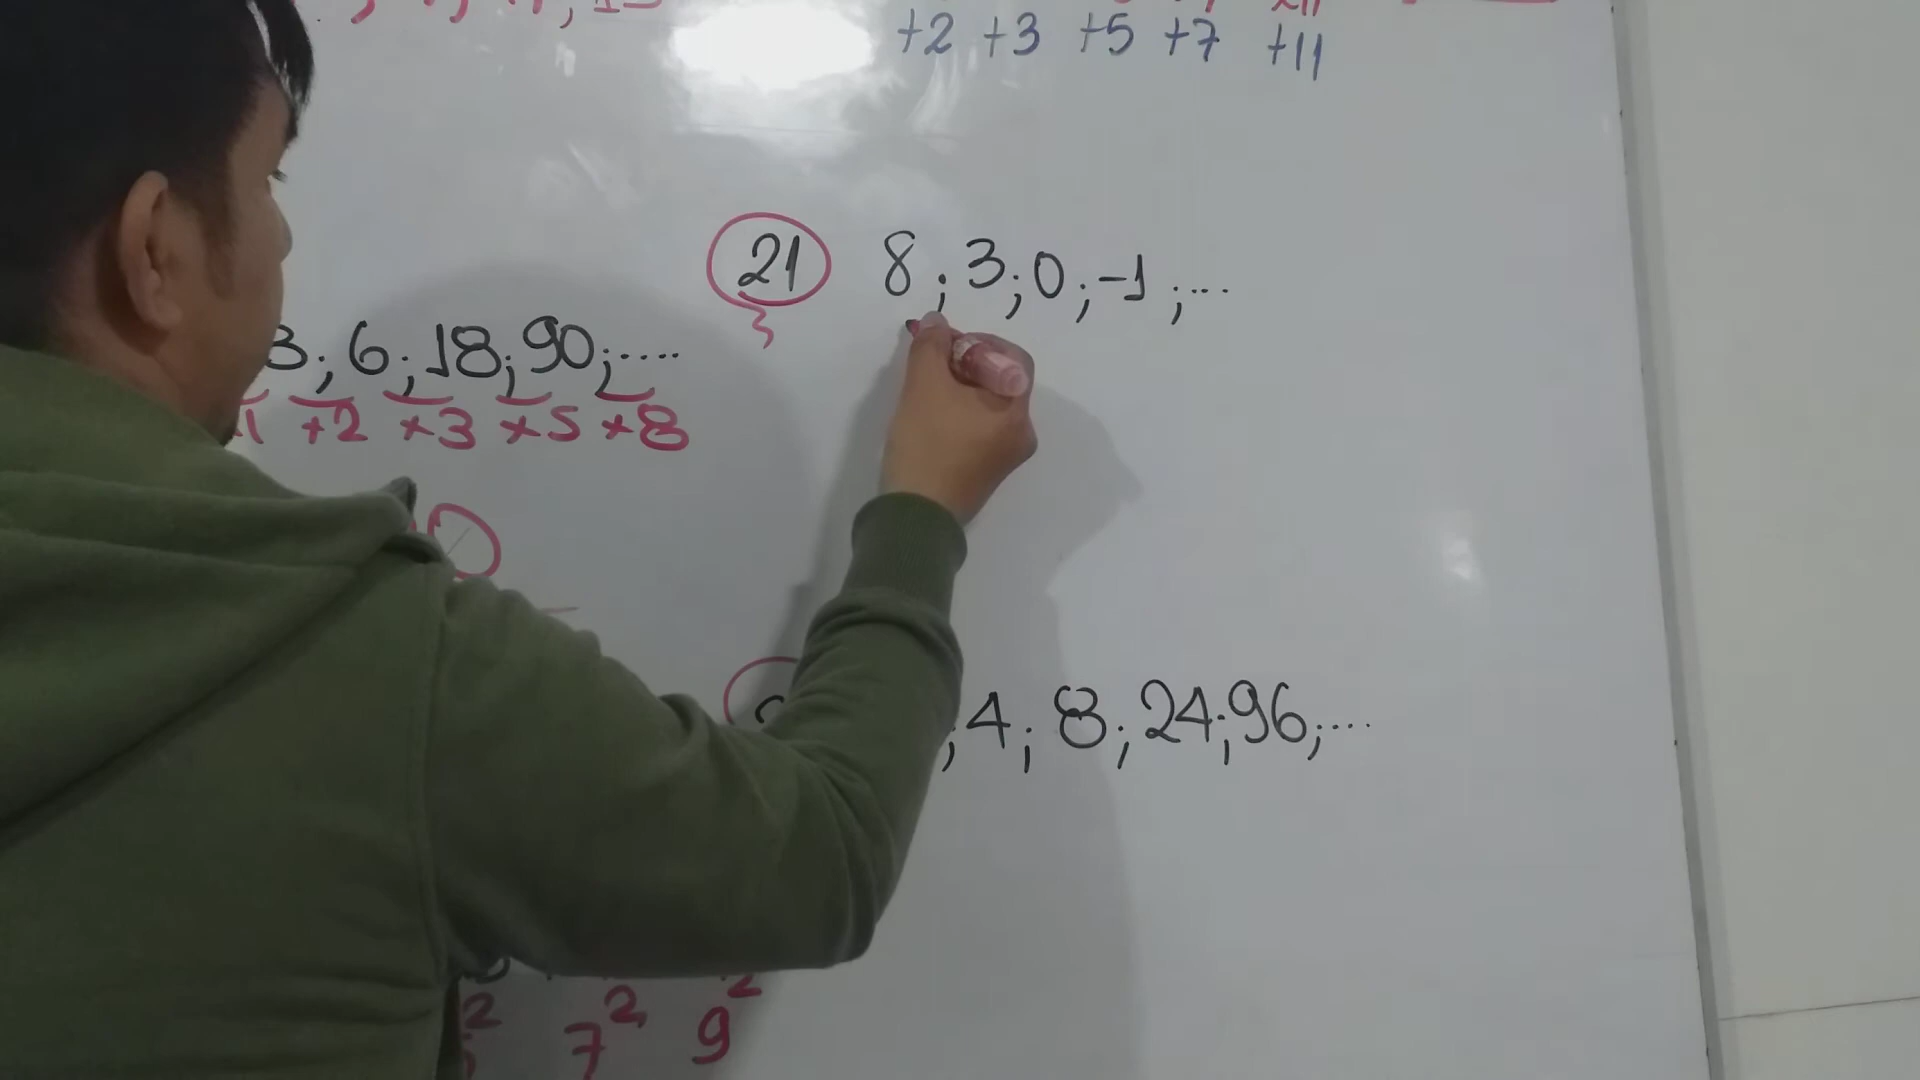 +2 +3 +5 +7 +11
21 8; 3; 0; -1; ...
3; 6; 18; 90; ....
×1 ×2 ×3 ×5 ×8
; 4; 8; 24; 96; ...
7² 9²